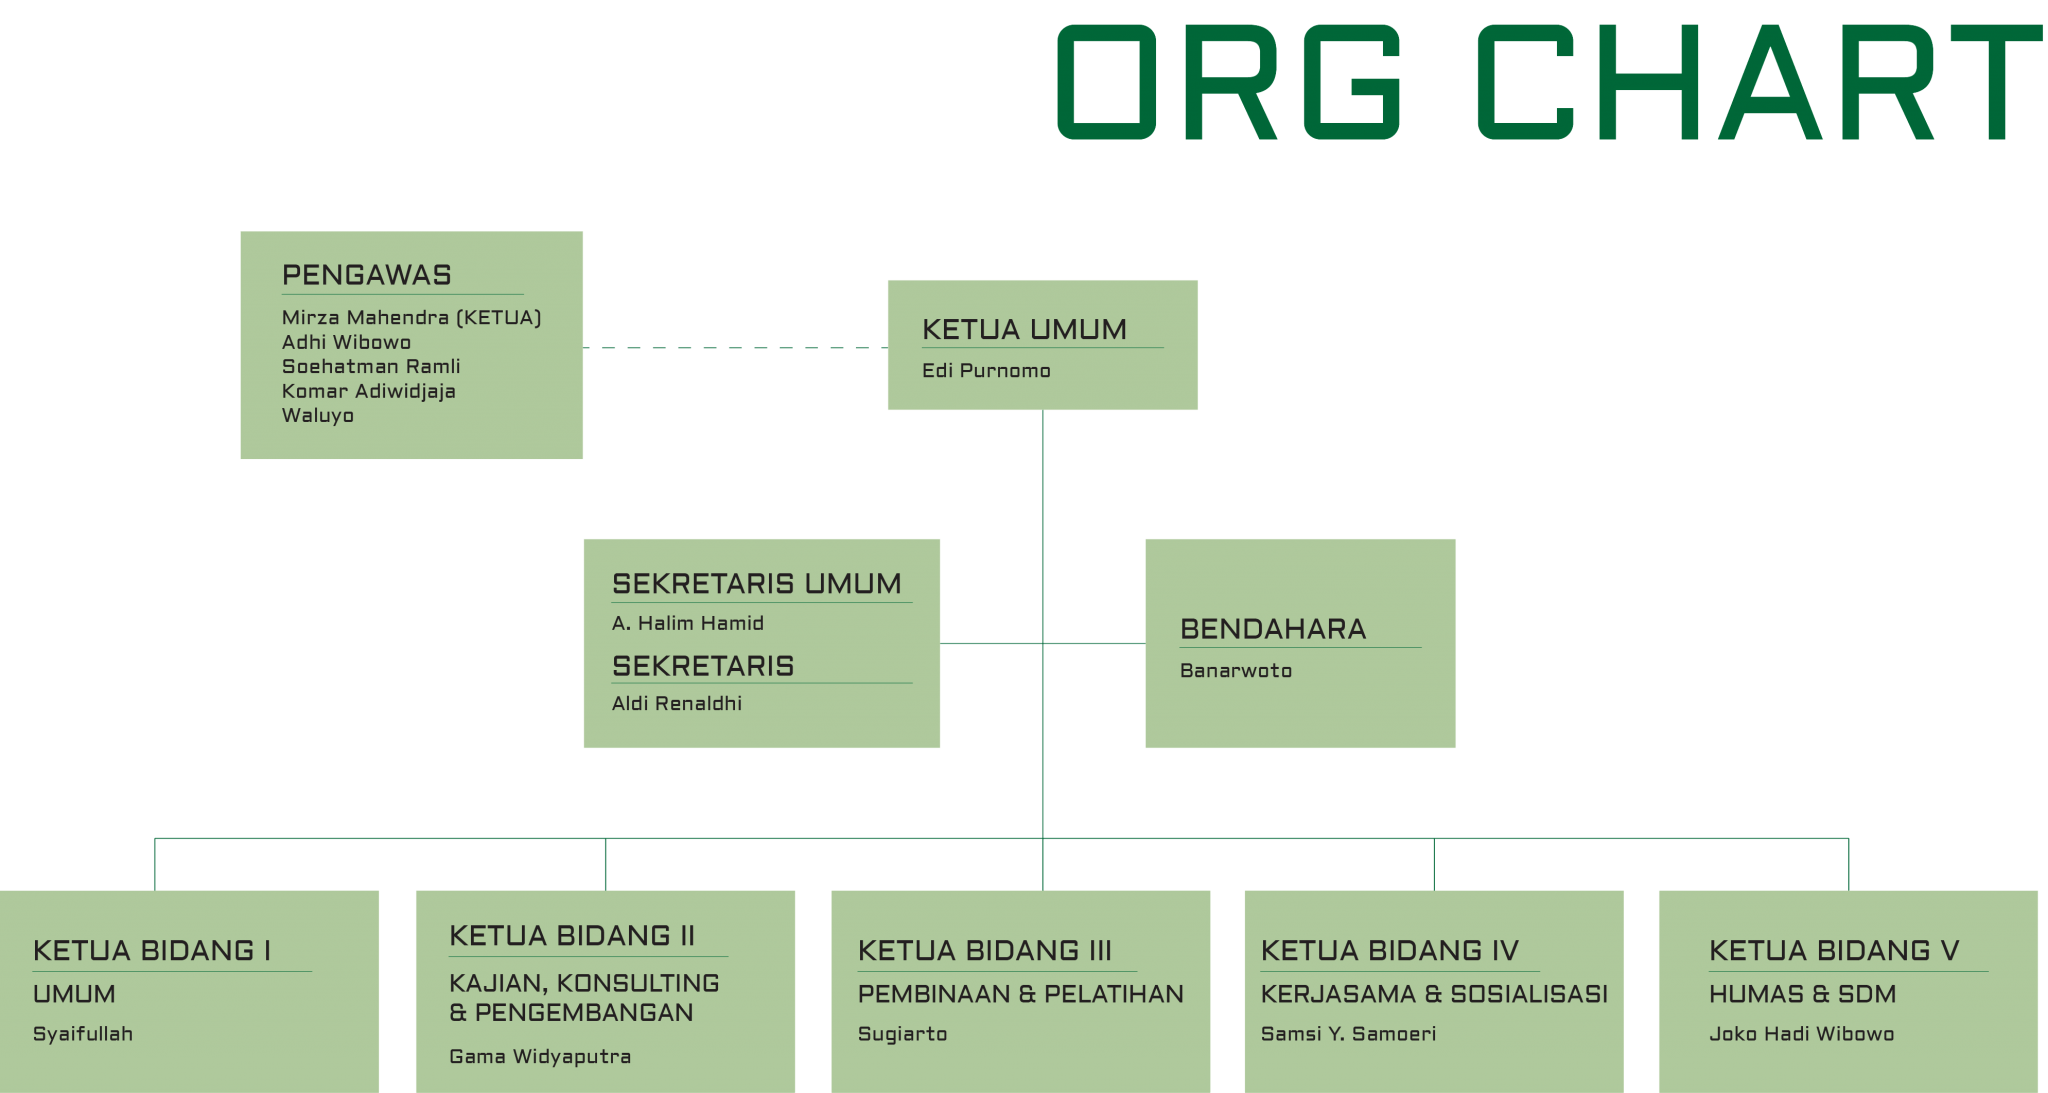 ORG CHART
PENGAWAS
Mirza Mahendra (KETUA)
Adhi Wibowo
Soehatman Ramli
Komar Adiwidjaja
Waluyo
KETUA UMUM
Edi Purnomo
SEKRETARIS UMUM
A. Halim Hamid
SEKRETARIS
Aldi Renaldhi
BENDAHARA
Banarwoto
KETUA BIDANG I
UMUM
Syaifullah
KETUA BIDANG II
KAJIAN, KONSULTING
& PENGEMBANGAN
Gama Widyaputra
KETUA BIDANG III
PEMBINAAN & PELATIHAN
Sugiarto
KETUA BIDANG IV
KERJASAMA & SOSIALISASI
Samsi Y. Samoeri
KETUA BIDANG V
HUMAS & SDM
Joko Hadi Wibowo